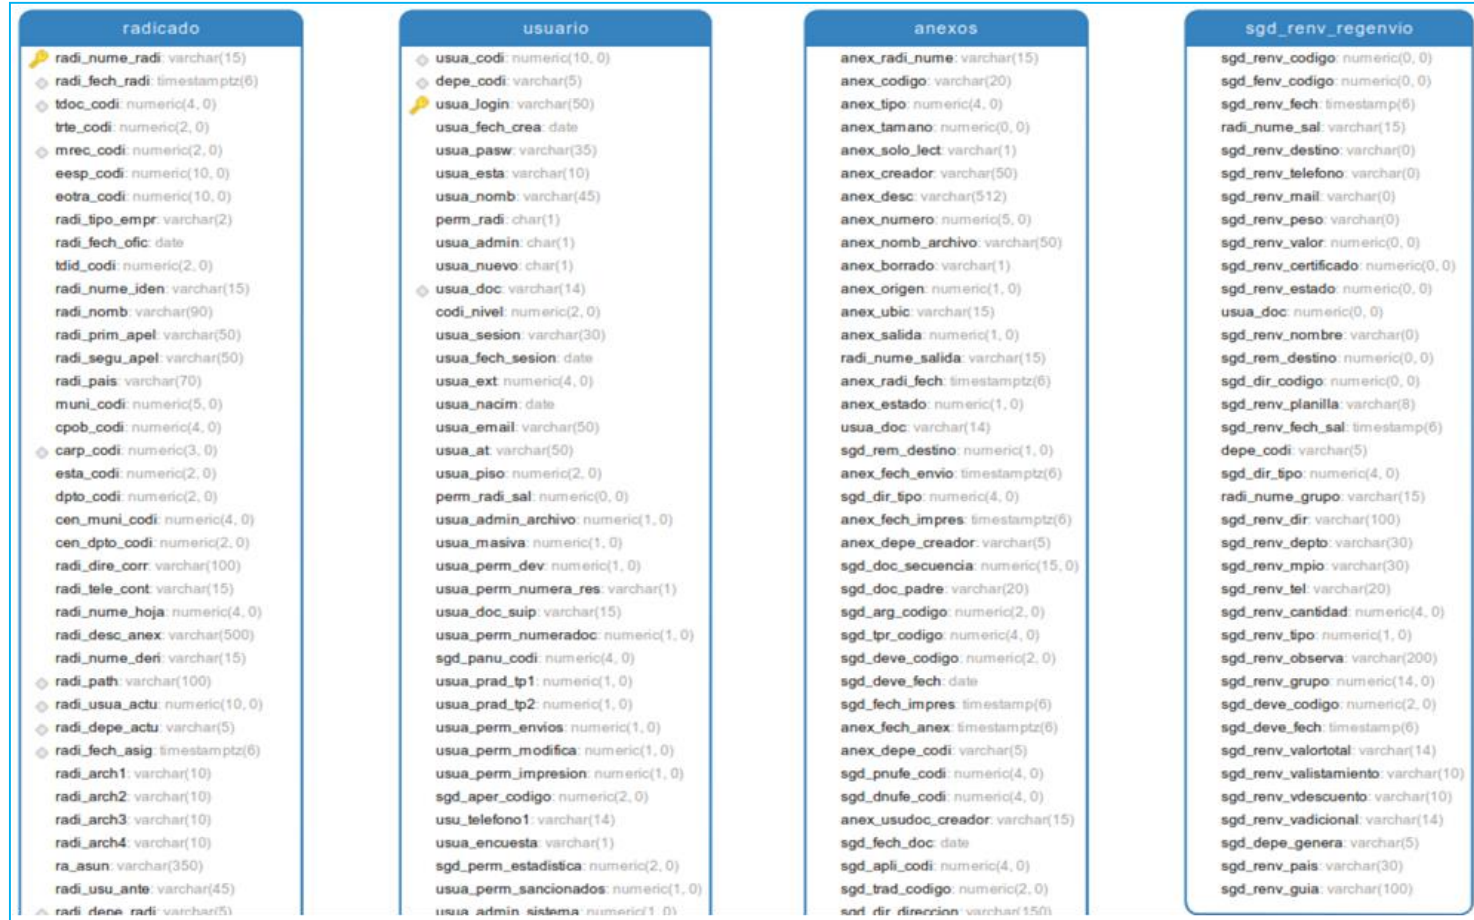 radicado
radi_nume_radi: varchar(15)
radi_fech_radi: timestamptz(6)
tdoc_codi: numeric(4, 0)
trte_codi: numeric(2, 0)
mrec_codi: numeric(2, 0)
eesp_codi: numeric(10, 0)
eotra_codi: numeric(10, 0)
radi_tipo_empr: varchar(2)
radi_fech_ofic: date
tdid_codi: numeric(2, 0)
radi_nume_iden: varchar(15)
radi_nomb: varchar(90)
radi_prim_apel: varchar(50)
radi_segu_apel: varchar(50)
radi_pais: varchar(70)
muni_codi: numeric(5, 0)
cpob_codi: numeric(4, 0)
carp_codi: numeric(3, 0)
esta_codi: numeric(2, 0)
dpto_codi: numeric(2, 0)
cen_muni_codi: numeric(4, 0)
cen_dpto_codi: numeric(2, 0)
radi_dire_corr: varchar(100)
radi_tele_cont: varchar(15)
radi_nume_hoja: numeric(4, 0)
radi_desc_anex: varchar(500)
radi_nume_deri: varchar(15)
radi_path: varchar(100)
radi_usua_actu: numeric(10, 0)
radi_depe_actu: varchar(5)
radi_fech_asig: timestamptz(6)
radi_arch1: varchar(10)
radi_arch2: varchar(10)
radi_arch3: varchar(10)
radi_arch4: varchar(10)
ra_asun: varchar(350)
radi_usu_ante: varchar(45)
radi_depe_radi: varchar(5)
usuario
usua_codi: numeric(10, 0)
depe_codi: varchar(5)
usua_login: varchar(50)
usua_fech_crea: date
usua_pasw: varchar(35)
usua_esta: varchar(10)
usua_nomb: varchar(45)
perm_radi: char(1)
usua_admin: char(1)
usua_nuevo: char(1)
usua_doc: varchar(14)
codi_nivel: numeric(2, 0)
usua_sesion: varchar(30)
usua_fech_sesion: date
usua_ext: numeric(4, 0)
usua_nacim: date
usua_email: varchar(50)
usua_at: varchar(50)
usua_piso: numeric(2, 0)
perm_radi_sal: numeric(0, 0)
usua_admin_archivo: numeric(1, 0)
usua_masiva: numeric(1, 0)
usua_perm_dev: numeric(1, 0)
usua_perm_numera_res: varchar(1)
usua_doc_suip: varchar(15)
usua_perm_numeradoc: numeric(1, 0)
sgd_panu_codi: numeric(4, 0)
usua_prad_tp1: numeric(1, 0)
usua_prad_tp2: numeric(1, 0)
usua_perm_envios: numeric(1, 0)
usua_perm_modifica: numeric(1, 0)
usua_perm_impresion: numeric(1, 0)
sgd_aper_codigo: numeric(2, 0)
usu_telefono1: varchar(14)
usua_encuesta: varchar(1)
sgd_perm_estadistica: numeric(2, 0)
usua_perm_sancionados: numeric(1, 0)
usua_admin_sistema: numeric(1, 0)
anexos
anex_radi_nume: varchar(15)
anex_codigo: varchar(20)
anex_tipo: numeric(4, 0)
anex_tamano: numeric(0, 0)
anex_solo_lect: varchar(1)
anex_creador: varchar(50)
anex_desc: varchar(512)
anex_numero: numeric(5, 0)
anex_nomb_archivo: varchar(50)
anex_borrado: varchar(1)
anex_origen: numeric(1, 0)
anex_ubic: varchar(15)
anex_salida: numeric(1, 0)
radi_nume_salida: varchar(15)
anex_radi_fech: timestamptz(6)
anex_estado: numeric(1, 0)
usua_doc: varchar(14)
sgd_rem_destino: numeric(1, 0)
anex_fech_envio: timestamptz(6)
sgd_dir_tipo: numeric(4, 0)
anex_fech_impres: timestamptz(6)
anex_depe_creador: varchar(5)
sgd_doc_secuencia: numeric(15, 0)
sgd_doc_padre: varchar(20)
sgd_arg_codigo: numeric(2, 0)
sgd_tpr_codigo: numeric(4, 0)
sgd_deve_codigo: numeric(2, 0)
sgd_deve_fech: date
sgd_fech_impres: timestamp(6)
anex_fech_anex: timestamptz(6)
anex_depe_codi: varchar(5)
sgd_pnufe_codi: numeric(4, 0)
sgd_dnufe_codi: numeric(4, 0)
anex_usudoc_creador: varchar(15)
sgd_fech_doc: date
sgd_apli_codi: numeric(4, 0)
sgd_trad_codigo: numeric(2, 0)
sgd_dir_direccion: varchar(150)
sgd_renv_regenvio
sgd_renv_codigo: numeric(0, 0)
sgd_fenv_codigo: numeric(0, 0)
sgd_renv_fech: timestamp(6)
radi_nume_sal: varchar(15)
sgd_renv_destino: varchar(0)
sgd_renv_telefono: varchar(0)
sgd_renv_mail: varchar(0)
sgd_renv_peso: varchar(0)
sgd_renv_valor: numeric(0, 0)
sgd_renv_certificado: numeric(0, 0)
sgd_renv_estado: numeric(0, 0)
usua_doc: numeric(0, 0)
sgd_renv_nombre: varchar(0)
sgd_rem_destino: numeric(0, 0)
sgd_dir_codigo: numeric(0, 0)
sgd_renv_planilla: varchar(8)
sgd_renv_fech_sal: timestamp(6)
depe_codi: varchar(5)
sgd_dir_tipo: numeric(4, 0)
radi_nume_grupo: varchar(15)
sgd_renv_dir: varchar(100)
sgd_renv_depto: varchar(30)
sgd_renv_mpio: varchar(30)
sgd_renv_tel: varchar(20)
sgd_renv_cantidad: numeric(4, 0)
sgd_renv_tipo: numeric(1, 0)
sgd_renv_observa: varchar(200)
sgd_renv_grupo: numeric(14, 0)
sgd_deve_codigo: numeric(2, 0)
sgd_deve_fech: timestamp(6)
sgd_renv_valortotal: varchar(14)
sgd_renv_valistamiento: varchar(10)
sgd_renv_vdescuento: varchar(10)
sgd_renv_vadicional: varchar(14)
sgd_depe_genera: varchar(5)
sgd_renv_pais: varchar(30)
sgd_renv_guia: varchar(100)